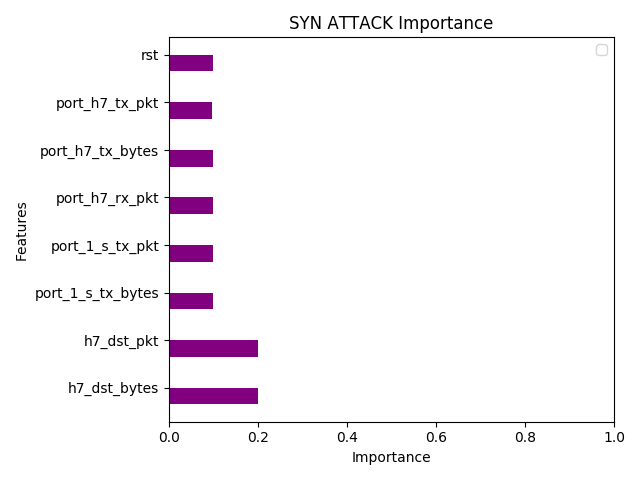 SYN ATTACK Importance
rst
port_h7_tx_pkt
port_h7_tx_bytes
port_h7_rx_pkt
port_1_s_tx_pkt
port_1_s_tx_bytes
h7_dst_pkt
h7_dst_bytes
Features
0.0 0.2 0.4 0.6 0.8 1.0
Importance